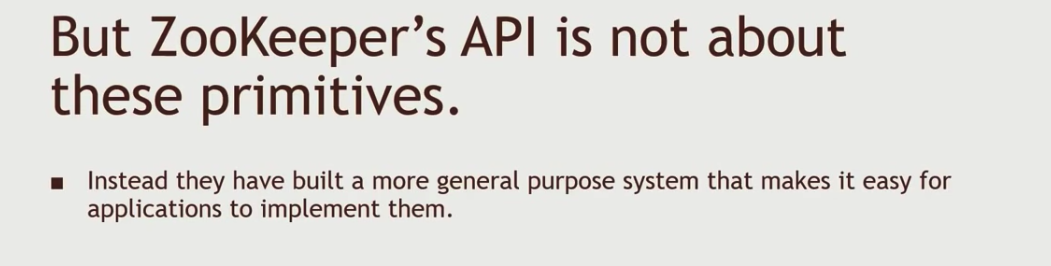 But ZooKeeper’s API is not about
these primitives.
■ Instead they have built a more general purpose system that makes it easy for
applications to implement them.